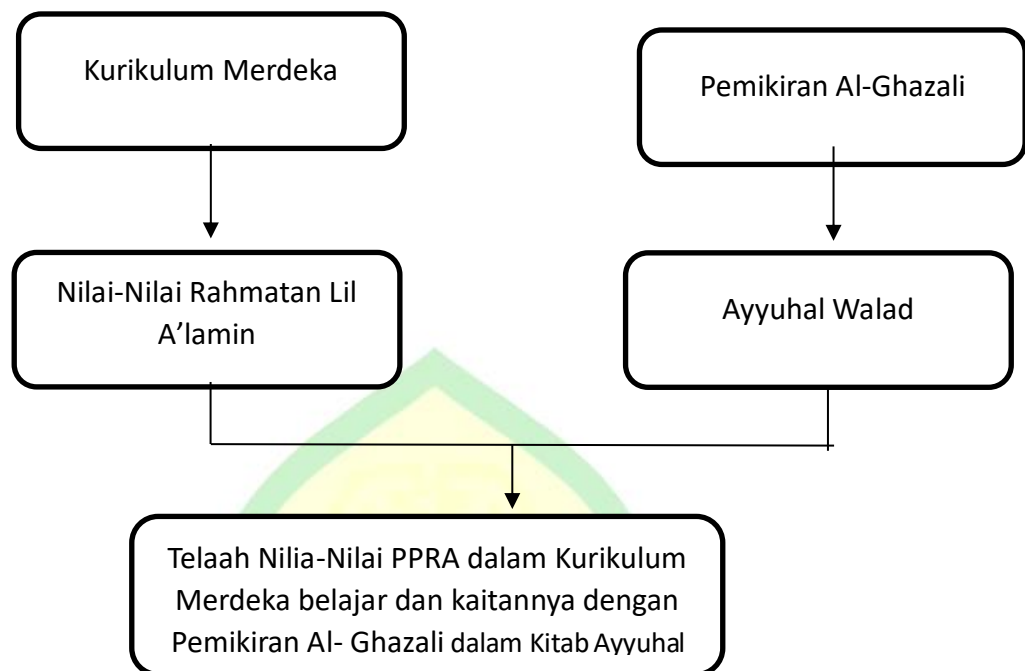 Kurikulum Merdeka
Pemikiran Al-Ghazali
Nilai-Nilai Rahmatan Lil
A’lamin
Ayyuhal Walad
Telaah Nilia-Nilai PPRA dalam Kurikulum
Merdeka belajar dan kaitannya dengan
Pemikiran Al- Ghazali dalam Kitab Ayyuhal